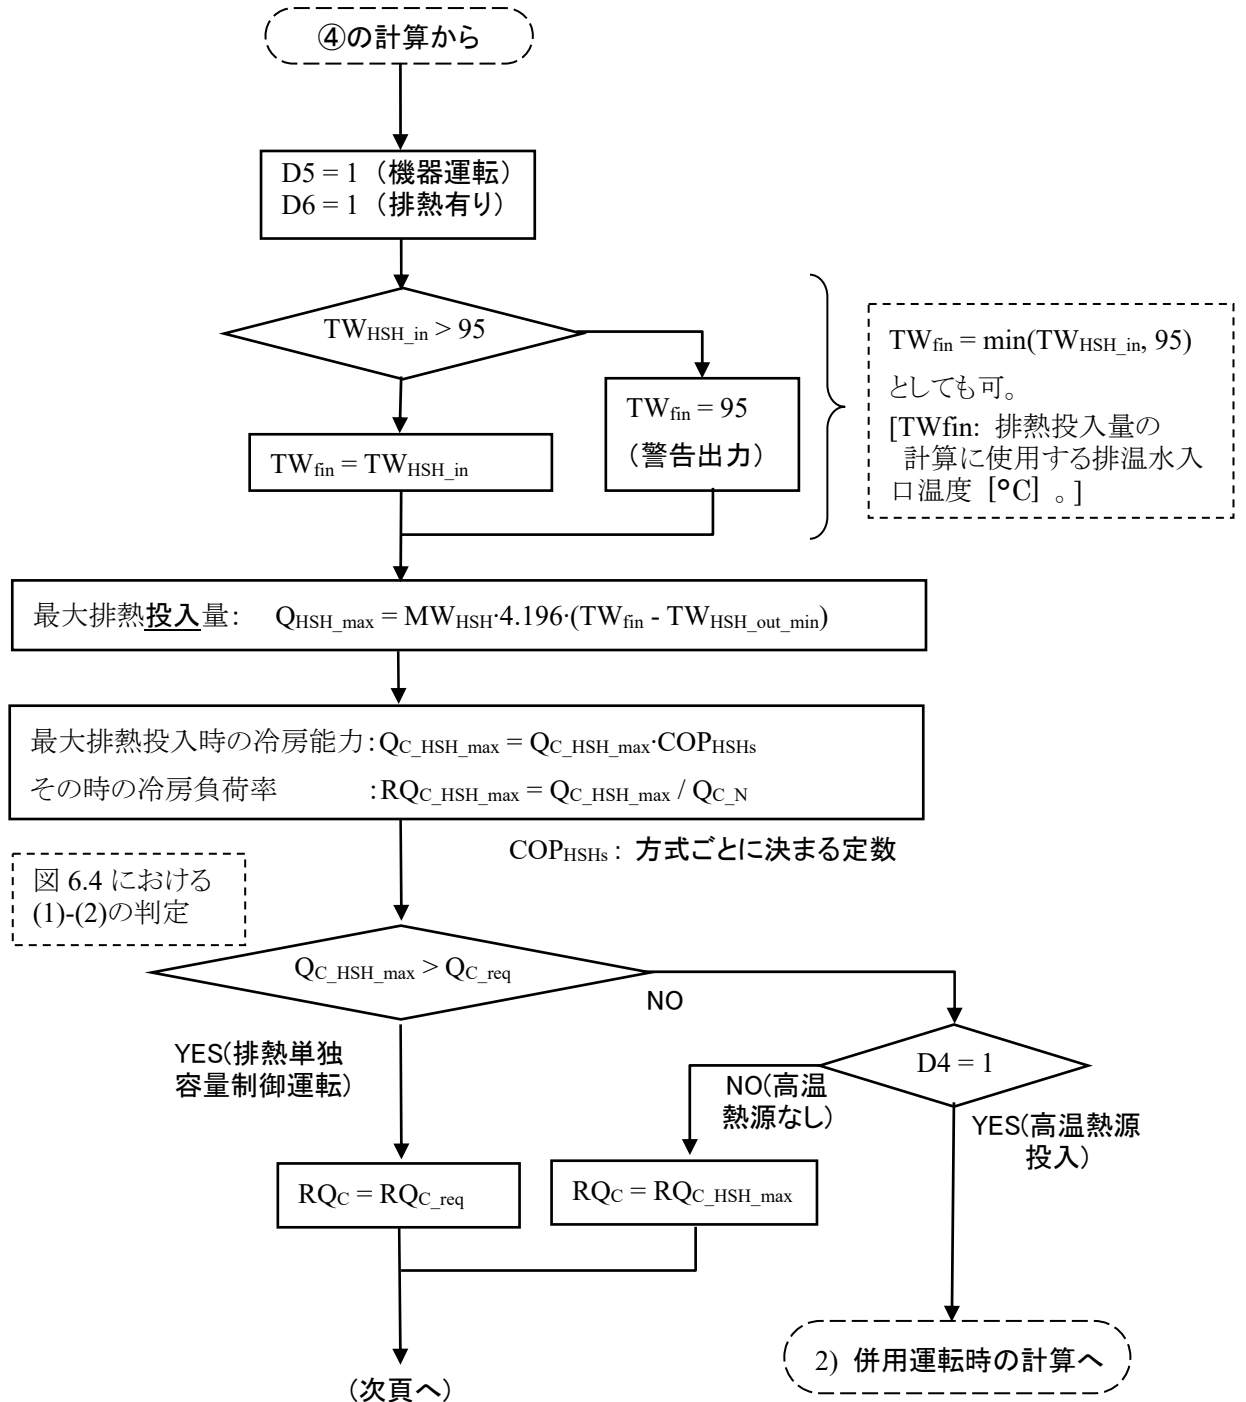 ④の計算から
D5 = 1 （機器運転）
D6 = 1 （排熱有り）
TWHSH_in > 95
TWfin = 95
（警告出力）
TWfin = TWHSH_in
TWfin = min(TWHSH_in, 95)
としても可。
[TWfin: 排熱投入量の
計算に使用する排温水入
口温度 [°C] 。]
最大排熱投入量: QHSH_max = MWHSH·4.196·(TWfin - TWHSH_out_min)
最大排熱投入時の冷房能力:QC_HSH_max = QC_HSH_max·COPHSHs
その時の冷房負荷率 :RQC_HSH_max = QC_HSH_max / QC_N
COPHSHs : 方式ごとに決まる定数
図 6.4 における
(1)-(2)の判定
QC_HSH_max > QC_req
NO
YES(排熱単独
容量制御運転)
D4 = 1
NO(高温
熱源なし)
YES(高温熱源
投入)
RQC = RQC_req
RQC = RQC_HSH_max
2) 併用運転時の計算へ
(次頁へ)